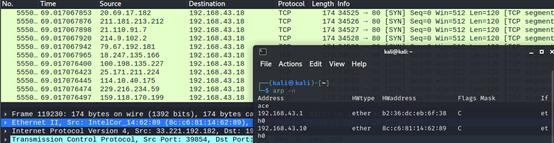 No. Time Source Destination Protocol Length Info
5550… 69.017067853 20.69.17.182 192.168.43.18 TCP 174 34525 → 80 [SYN] Seq=0 Win=512 Len=120 [TCP segment
5550… 69.017076836 211.181.213.212 192.168.43.18 TCP 174 34526 → 80 [SYN] Seq=0 Win=512 Len=120 [TCP segment
5550… 69.017067898 21.110.91.7 192.168.43.18 TCP 174 34527 → 80 [SYN] Seq=0 Win=512 Len=120 [TCP segment
5550… 69.017067920 214.9.102.2 192.168.43.18 TCP 174 34528 → 80 [SYN] Seq=0 Win=512 Len=120 [TCP segment
5550… 69.017067942 79.67.192.181 192.168.43.18
5550… 69.017067965 18.247.135.166 192.168.43.18
5550… 69.017076400 100.198.135.227 192.168.43.18
5550… 69.017076423 25.171.211.224 192.168.43.18
5550… 69.017076445 114.10.40.175 192.168.43.18
5550… 69.017067474 229.216.234.59 192.168.43.18
5550… 69.017067597 159.118.170.199 192.168.43.18
kali@kali: ~
File Actions Edit View Help
(kali㉿kali)-[~]
$ arp -n
Address HWtype HWaddress Flags Mask If
ace
192.168.43.1 ether b2:36:dc:eb:6f:38 C et
h0
192.168.43.10 ether 8c:c6:81:14:62:89 C et
h0
Frame 119230: 174 bytes on wire (1392 bits), 174 bytes ca
Ethernet II, Src: IntelCor_14:62:89 (8c:c6:81:14:62:89),
Internet Protocol Version 4, Src: 33.221.192.182, Dst: 19
Transmission Control Protocol, Src Port: 39854, Dst Port: